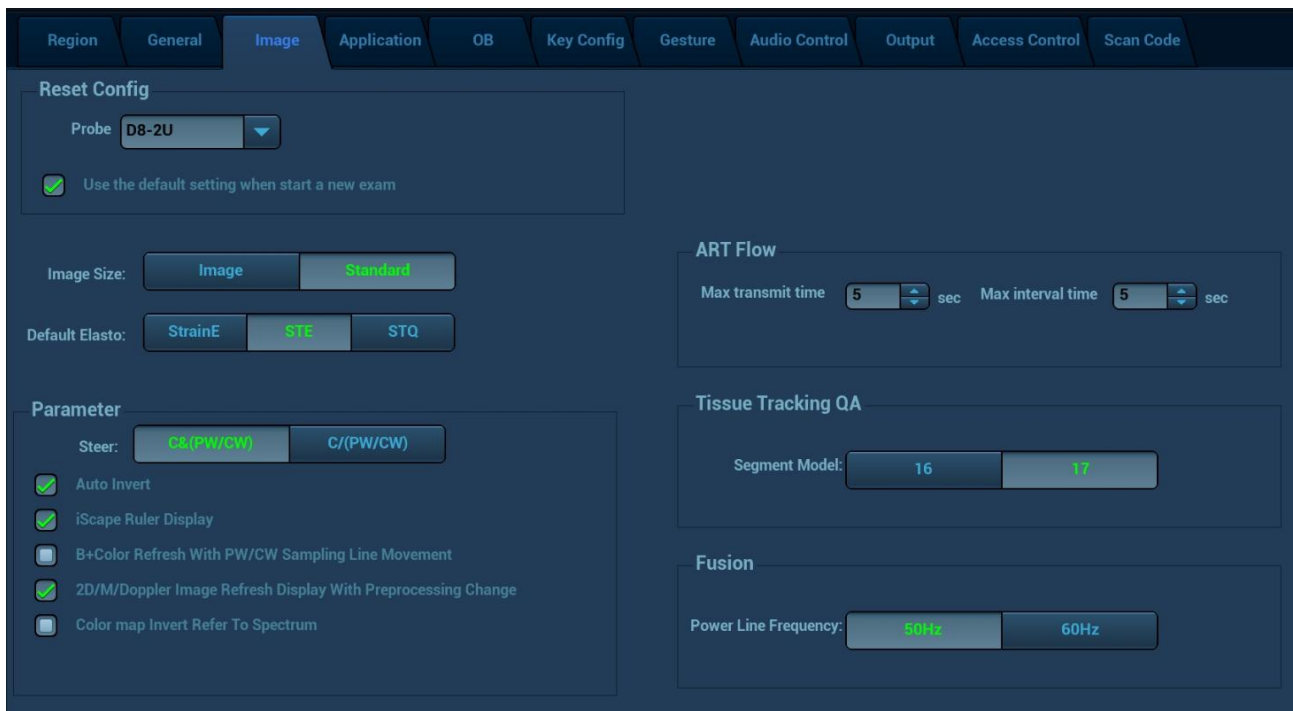 Region General Image Application OB Key Config Gesture Audio Control Output Access Control Scan Code
Reset Config
Probe D8-2U
Use the default setting when start a new exam
Image Size: Image Standard
Default Elasto: StrainE STE STQ
Parameter
Steer: C&(PW/CW) C/(PW/CW)
Auto Invert
iScape Ruler Display
B+Color Refresh With PW/CW Sampling Line Movement
2D/M/Doppler Image Refresh Display With Preprocessing Change
Color map Invert Refer To Spectrum
ART Flow
Max transmit time 5 sec Max interval time 5 sec
Tissue Tracking QA
Segment Model: 16 17
Fusion
Power Line Frequency: 50Hz 60Hz